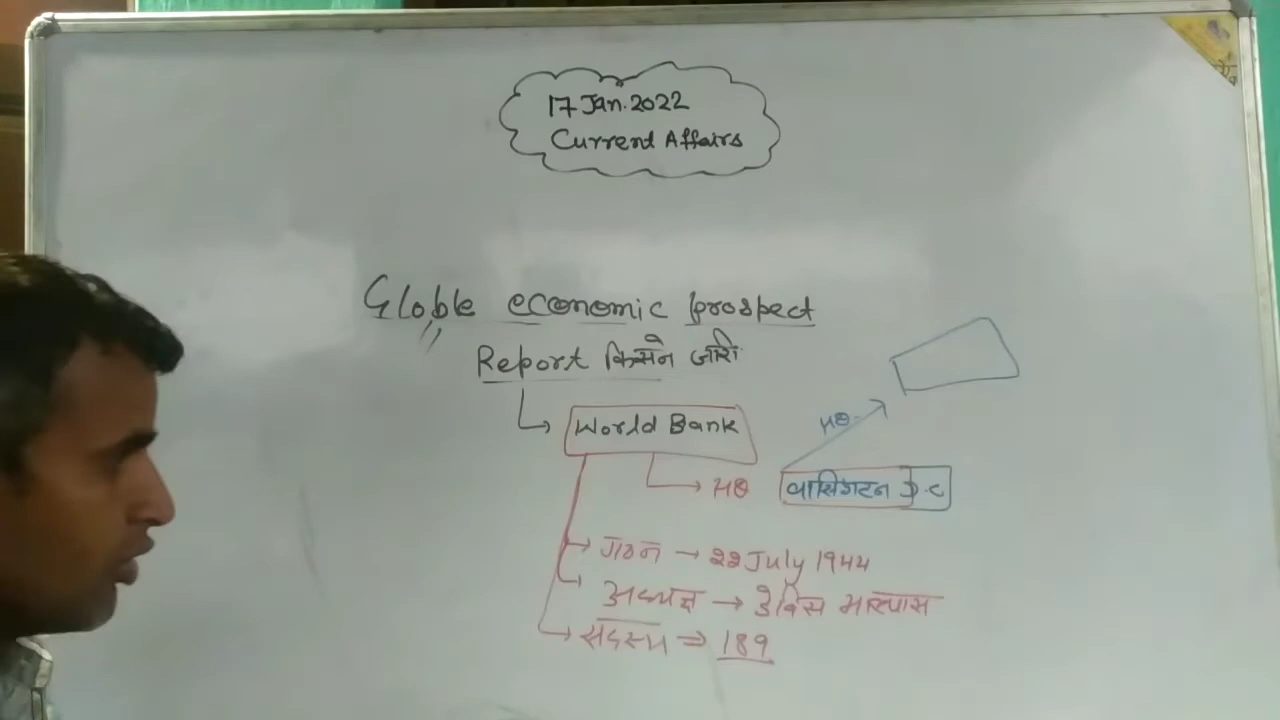 17 Jan. 2022
Current Affairs
Globle economic prospect
Report किसने जारी
World Bank
HQ
HQ वासिंगटन D.C
गठन → 22 July 1944
अध्यक्ष → डेविस मालपास
सदस्य ⇒ 189